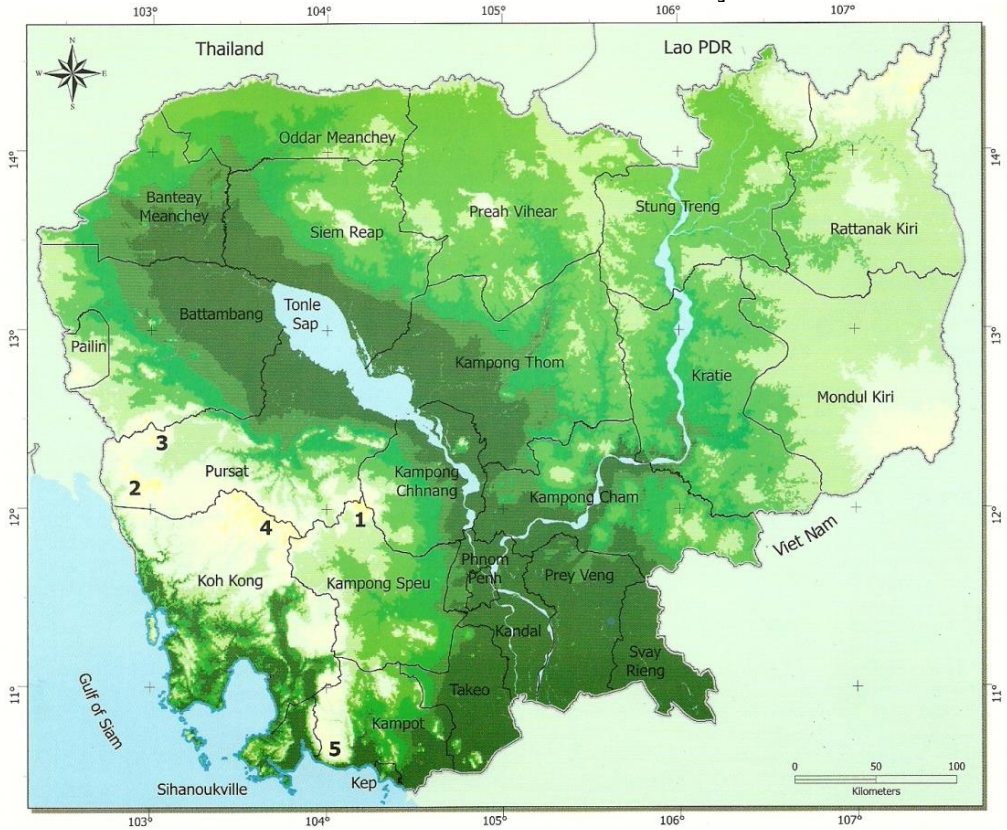 103°
104°
105°
106°
107°
N
W
E
S
Thailand
Lao PDR
14°
14°
Oddar Meanchey
Banteay
Meanchey
Siem Reap
Preah Vihear
Stung Treng
Rattanak Kiri
Battambang
Tonle
Sap
13°
13°
Pailin
Kampong Thom
Kratie
Mondul Kiri
3
Pursat
Kampong
Chhnang
2
Kampong Cham
12°
12°
1
4
Viet Nam
Phnom
Penh
Koh Kong
Kampong Speu
Prey Veng
Kandal
Svay
Rieng
Gulf of Siam
11°
11°
Takeo
Kampot
5
Kep
Sihanoukville
0
50
100
Kilometers
103°
104°
105°
106°
107°